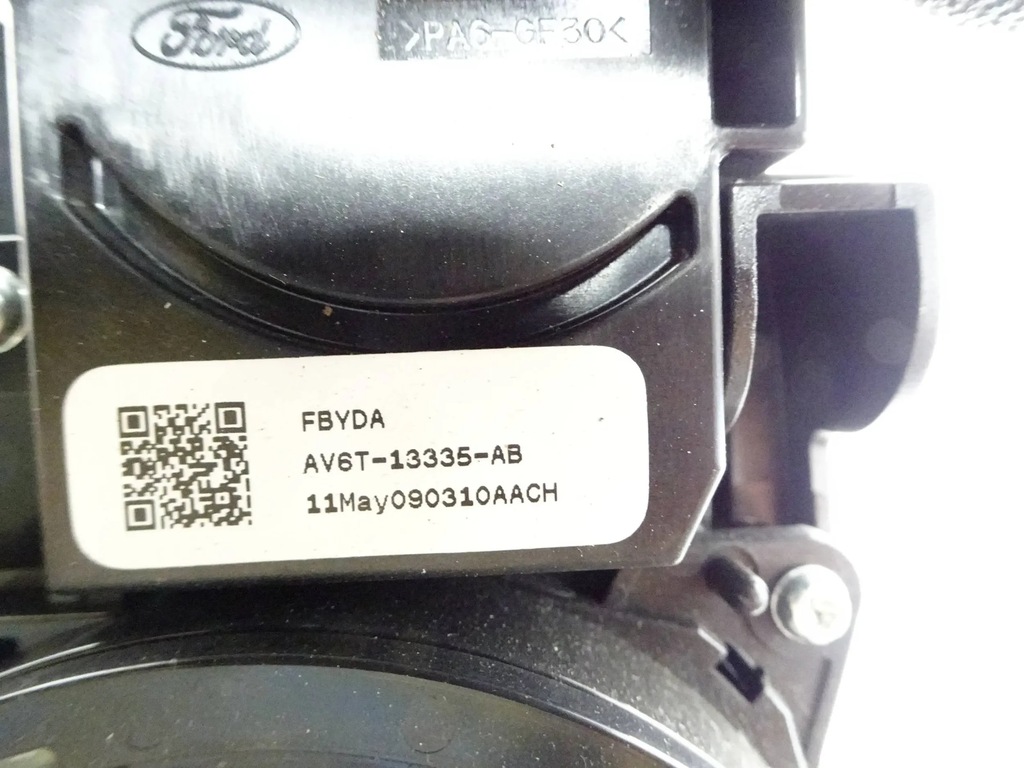 Ford
>PA6-GF30<
FBYDA
AV6T-13335-AB
11May090310AACH